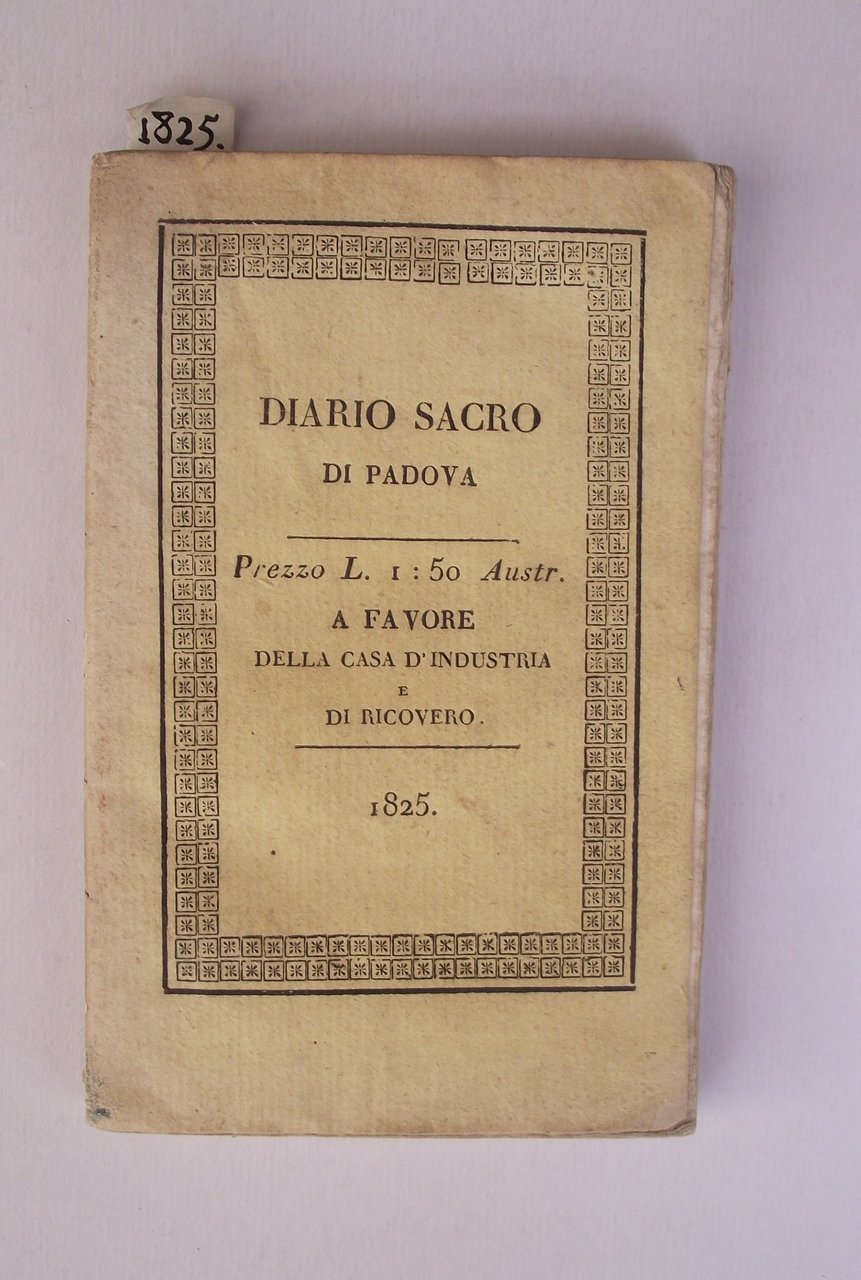 1825.
DIARIO SACRO
DI PADOVA
Prezzo L. 1 : 50 Austr.
A FAVORE
DELLA CASA D'INDUSTRIA
E
DI RICOVERO.
1825.